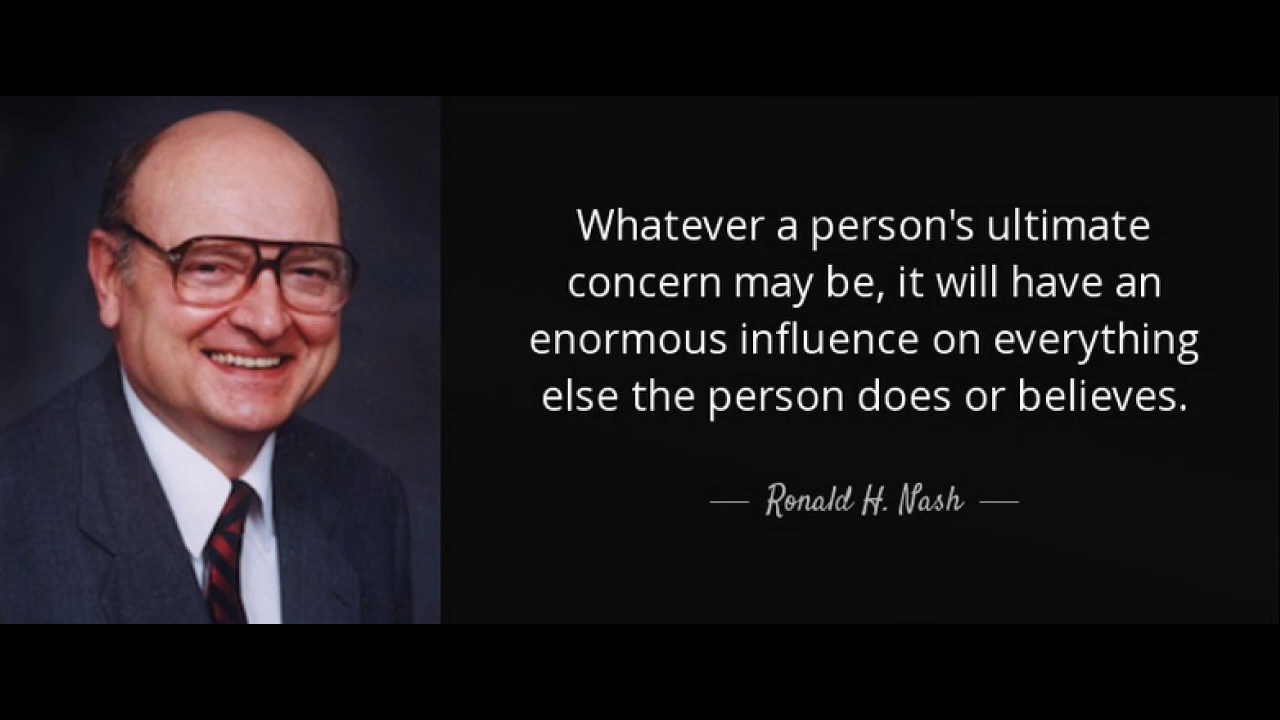 Whatever a person's ultimate
concern may be, it will have an
enormous influence on everything
else the person does or believes.
Ronald H. Nash